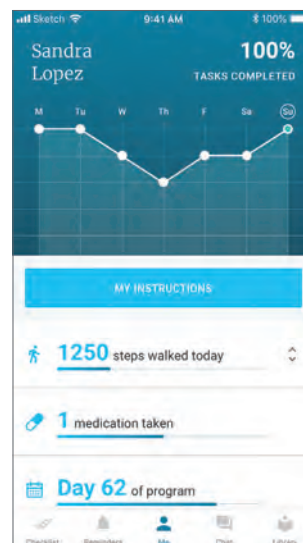 Sketch 9:41 AM 100%
Sandra 100%
Lopez TASKS COMPLETED
M Tu W Th F Sa Su
MY INSTRUCTIONS
1250 steps walked today
1 medication taken
Day 62 of program
Checklist Reminders Me Chat Library